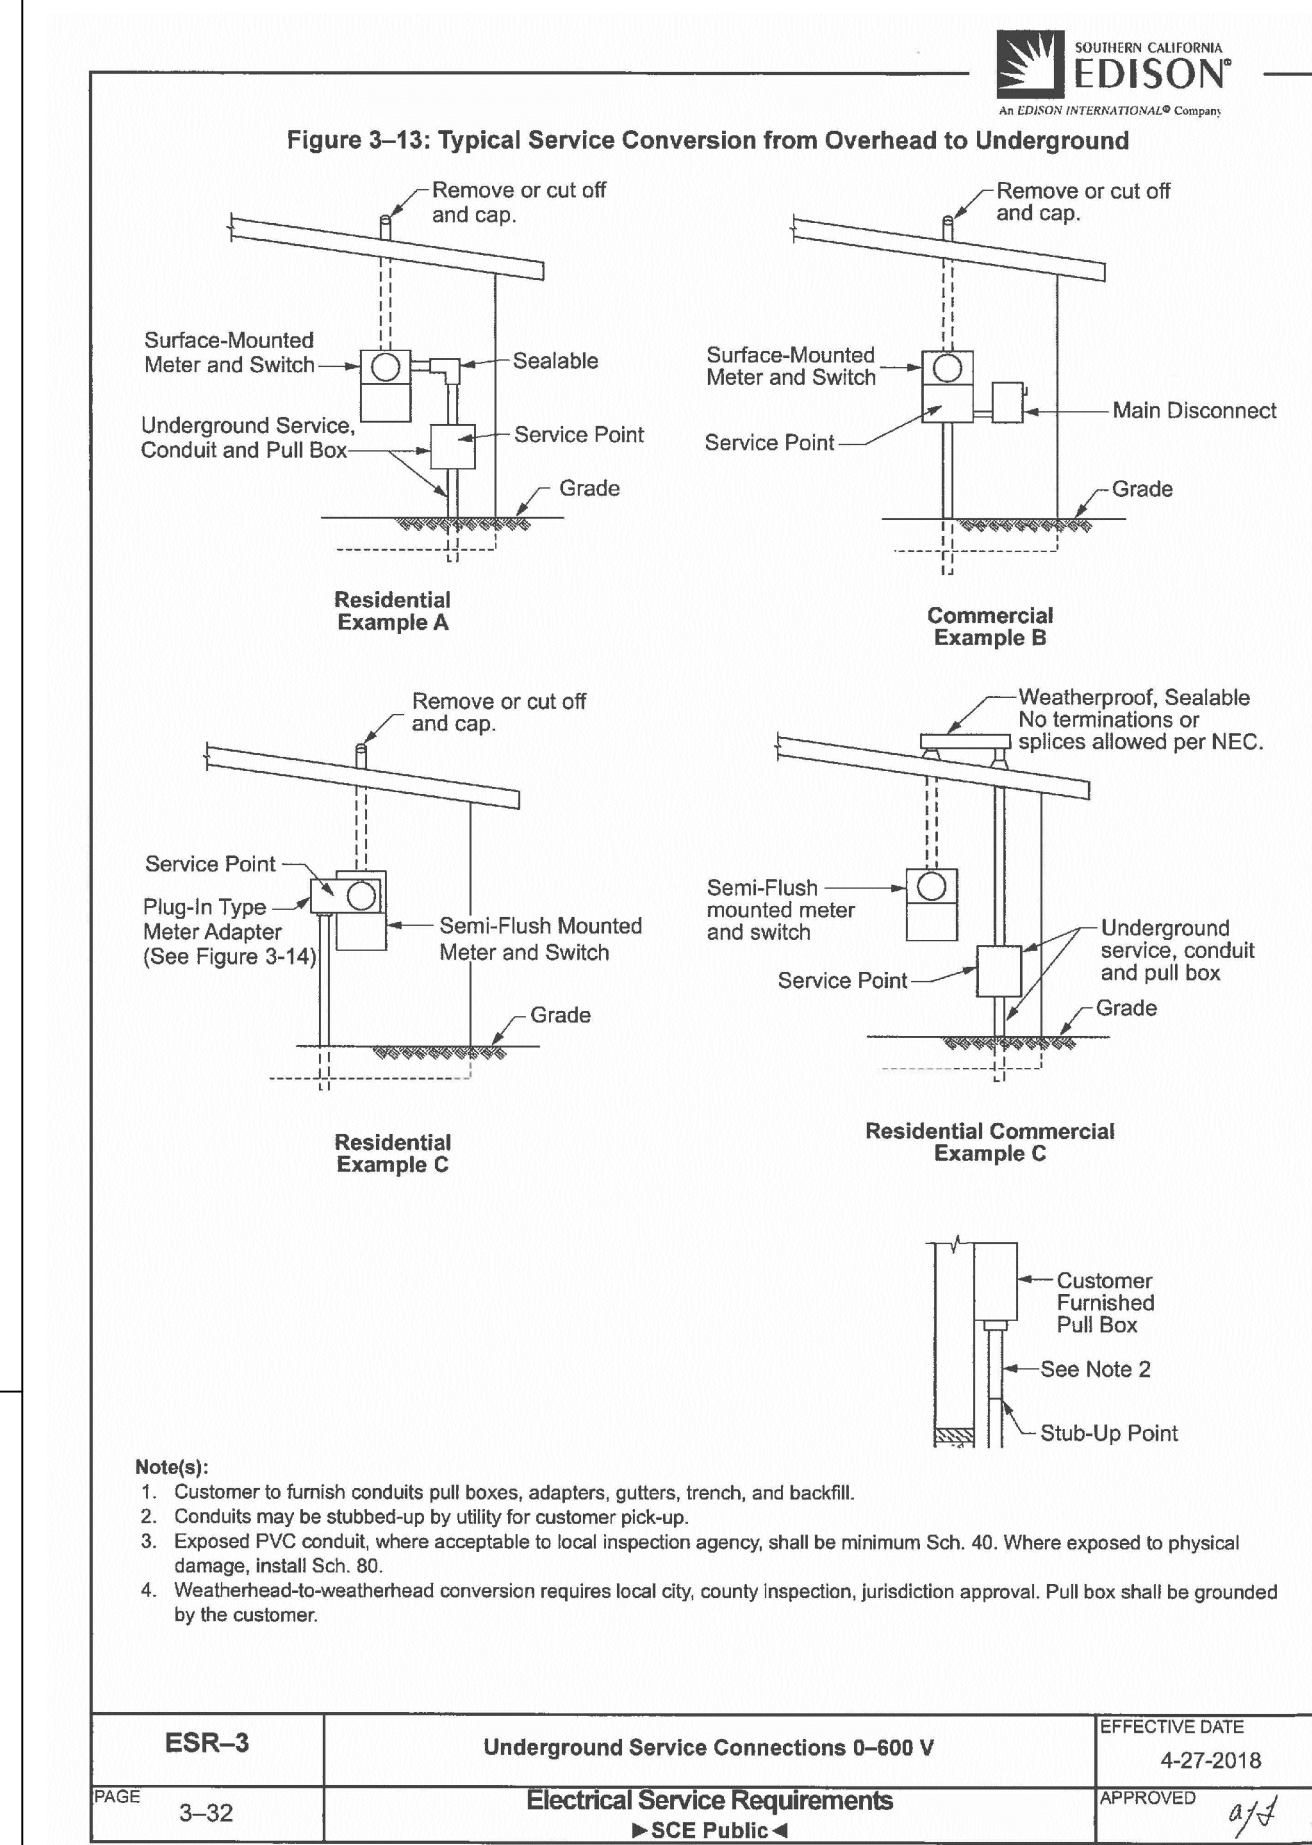 SOUTHERN CALIFORNIA
EDISON®
An EDISON INTERNATIONAL® Company
Figure 3–13: Typical Service Conversion from Overhead to Underground
Remove or cut off
and cap.
Surface-Mounted
Meter and Switch
Sealable
Underground Service,
Conduit and Pull Box
Service Point
Grade
Residential
Example A
Remove or cut off
and cap.
Surface-Mounted
Meter and Switch
Main Disconnect
Service Point
Grade
Commercial
Example B
Remove or cut off
and cap.
Service Point
Plug-In Type
Meter Adapter
(See Figure 3-14)
Semi-Flush Mounted
Meter and Switch
Grade
Residential
Example C
Weatherproof, Sealable
No terminations or
splices allowed per NEC.
Semi-Flush
mounted meter
and switch
Service Point
Underground
service, conduit
and pull box
Grade
Residential Commercial
Example C
Customer
Furnished
Pull Box
See Note 2
Stub-Up Point
Note(s):
1. Customer to furnish conduits pull boxes, adapters, gutters, trench, and backfill.
2. Conduits may be stubbed-up by utility for customer pick-up.
3. Exposed PVC conduit, where acceptable to local inspection agency, shall be minimum Sch. 40. Where exposed to physical
damage, install Sch. 80.
4. Weatherhead-to-weatherhead conversion requires local city, county inspection, jurisdiction approval. Pull box shall be grounded
by the customer.
ESR–3
Underground Service Connections 0–600 V
EFFECTIVE DATE
4-27-2018
PAGE
3–32
Electrical Service Requirements
►SCE Public◄
APPROVED